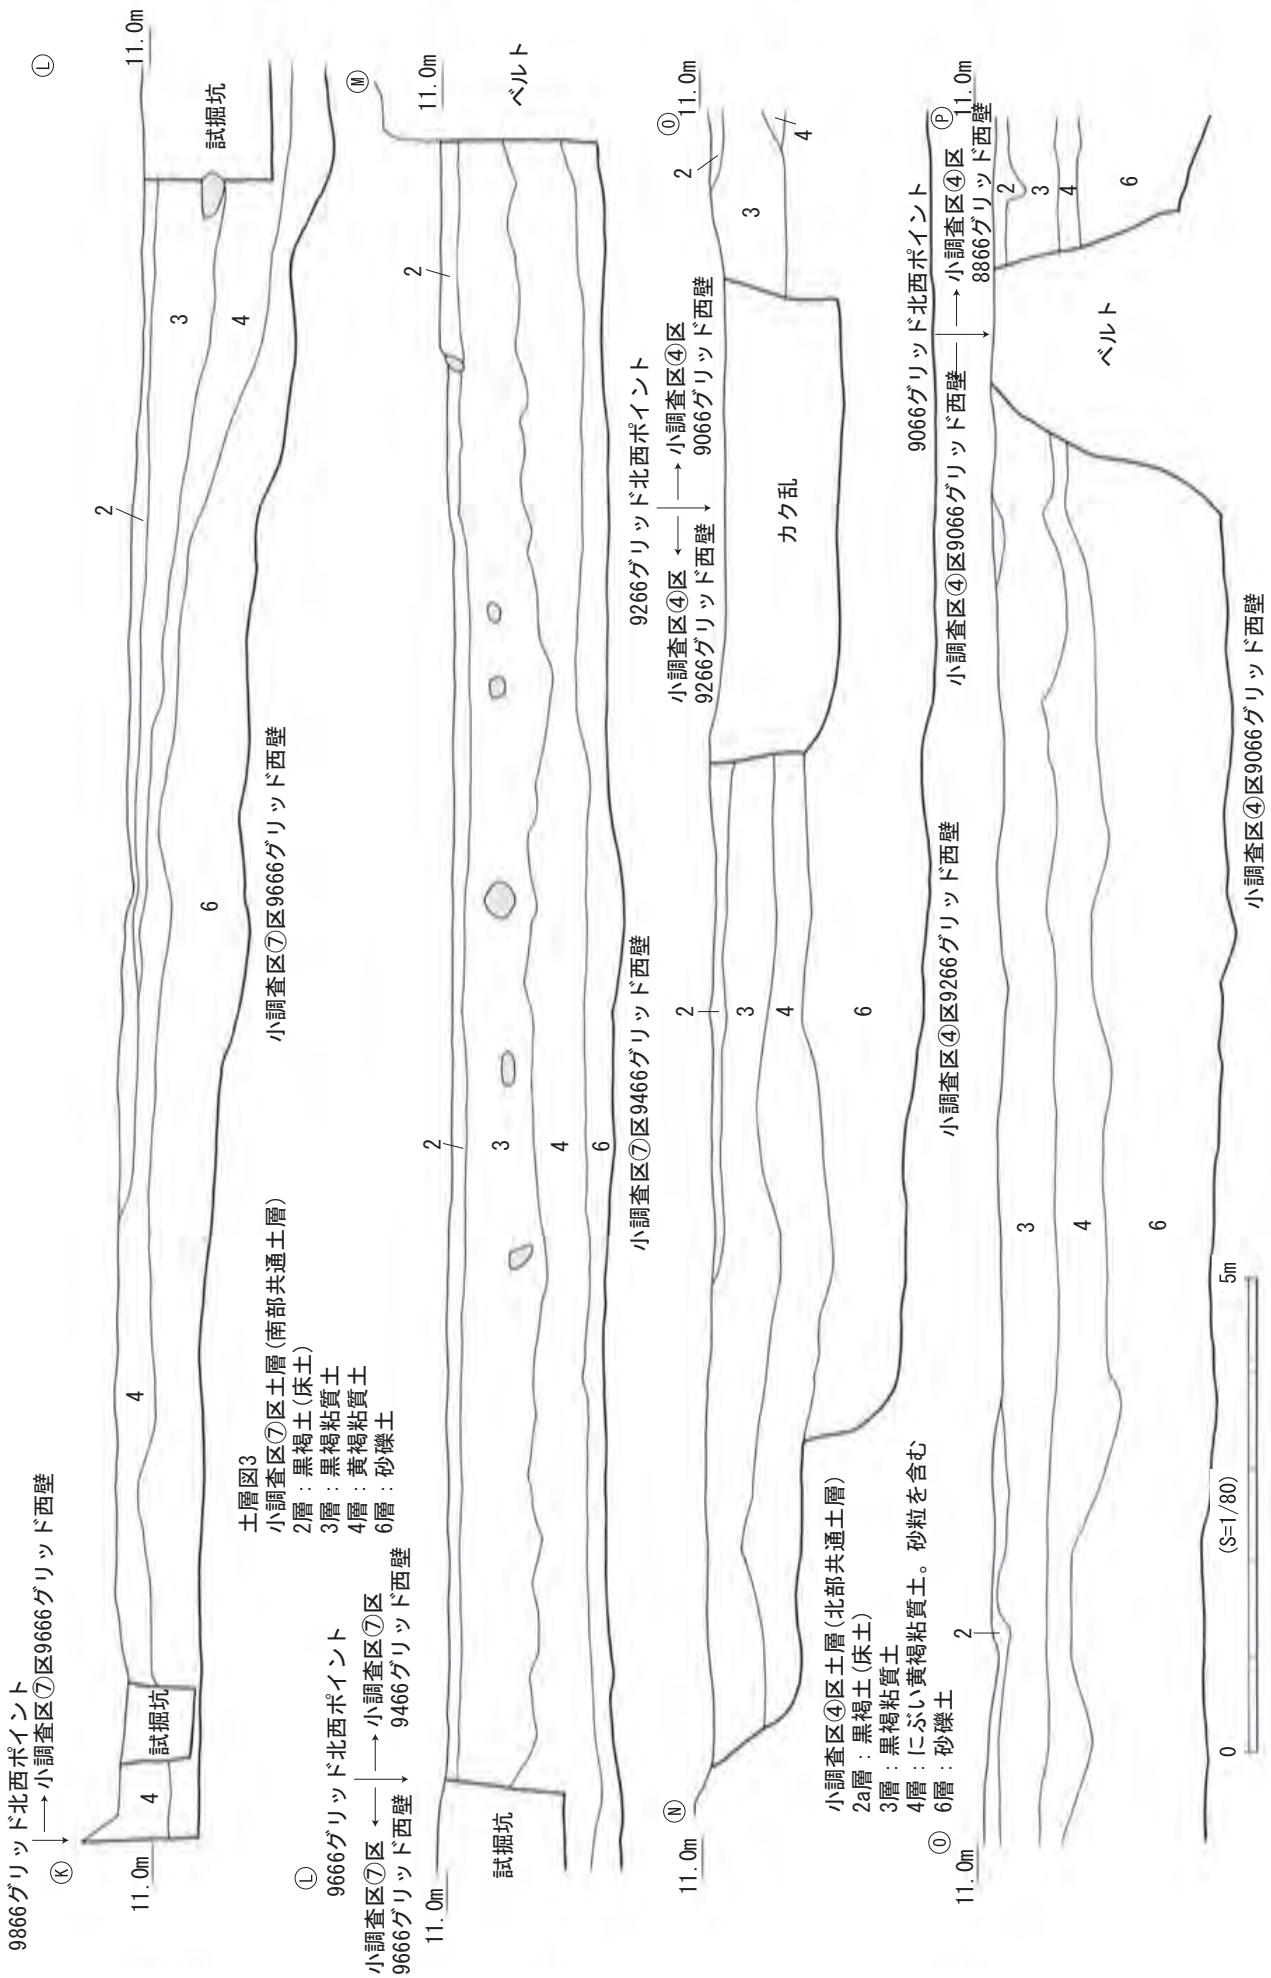 9866グリッド北西ポイント
→小調査区⑦区9666グリッド西壁
Ⓚ
11.0m
4
試掘坑
4
6
2
3
4
試掘坑
11.0m
Ⓛ
小調査区⑦区9666グリッド西壁
土層図3
小調査区⑦区土層(南部共通土層)
2層：黒褐土(床土)
3層：黒褐粘質土
4層：黄褐粘質土
6層：砂礫土
Ⓛ
9666グリッド北西ポイント
小調査区⑦区 ← → 小調査区⑦区
9666グリッド西壁 9466グリッド西壁
11.0m
試掘坑
2
3
4
6
2
ベルト
11.0m
Ⓜ
小調査区⑦区9466グリッド西壁
Ⓝ
11.0m
2
3
4
6
カク乱
9266グリッド北西ポイント
小調査区④区 ← → 小調査区④区
9266グリッド西壁 9066グリッド西壁
3
2
4
11.0m
Ⓞ
小調査区④区9266グリッド西壁
小調査区④区土層(北部共通土層)
2a層：黒褐土(床土)
3層：黒褐粘質土
4層：にぶい黄褐粘質土。砂粒を含む
6層：砂礫土
Ⓞ
11.0m
2
3
4
6
9066グリッド北西ポイント
小調査区④区9066グリッド西壁 ← → 小調査区④区
8866グリッド西壁
ベルト
2
3
4
6
11.0m
Ⓟ
小調査区④区9066グリッド西壁
0
(S=1/80)
5m